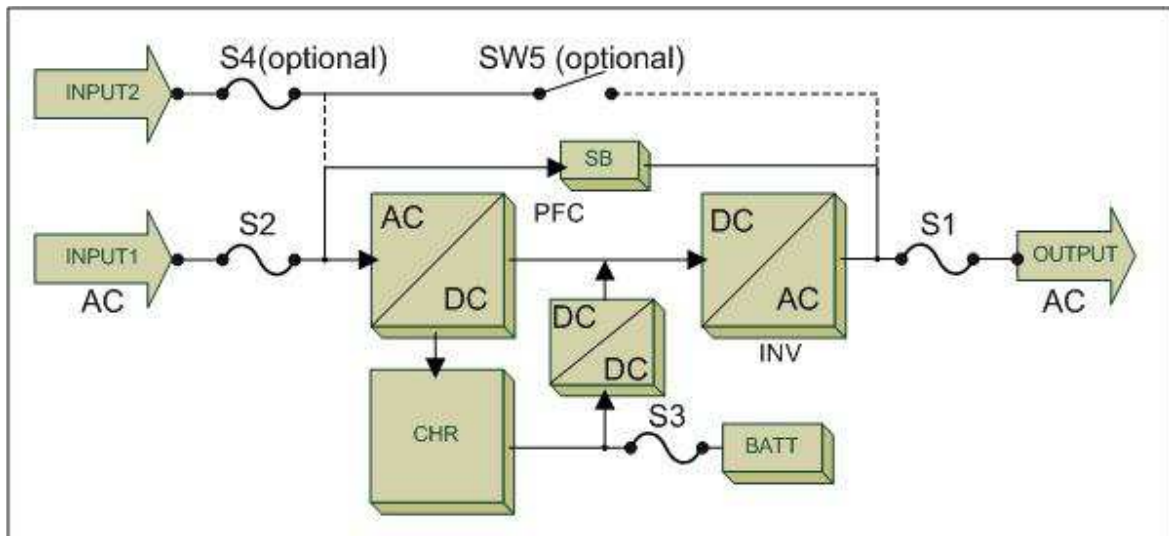 S4(optional)
SW5 (optional)
INPUT2
SB
PFC
S2
AC
DC
DC
AC
S1
INPUT1
AC
OUTPUT
AC
INV
DC
DC
CHR
S3
BATT